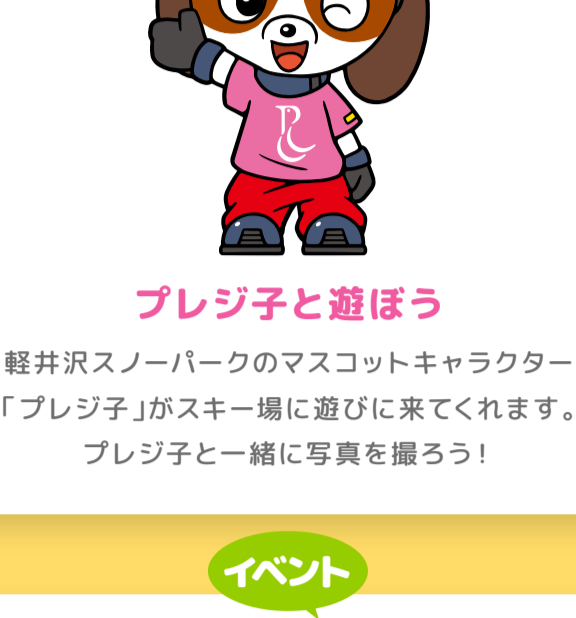 プレジ子と遊ぼう
軽井沢スノーパークのマスコットキャラクター
「プレジ子」がスキー場に遊びに来てくれます。
プレジ子と一緒に写真を撮ろう！
イベント